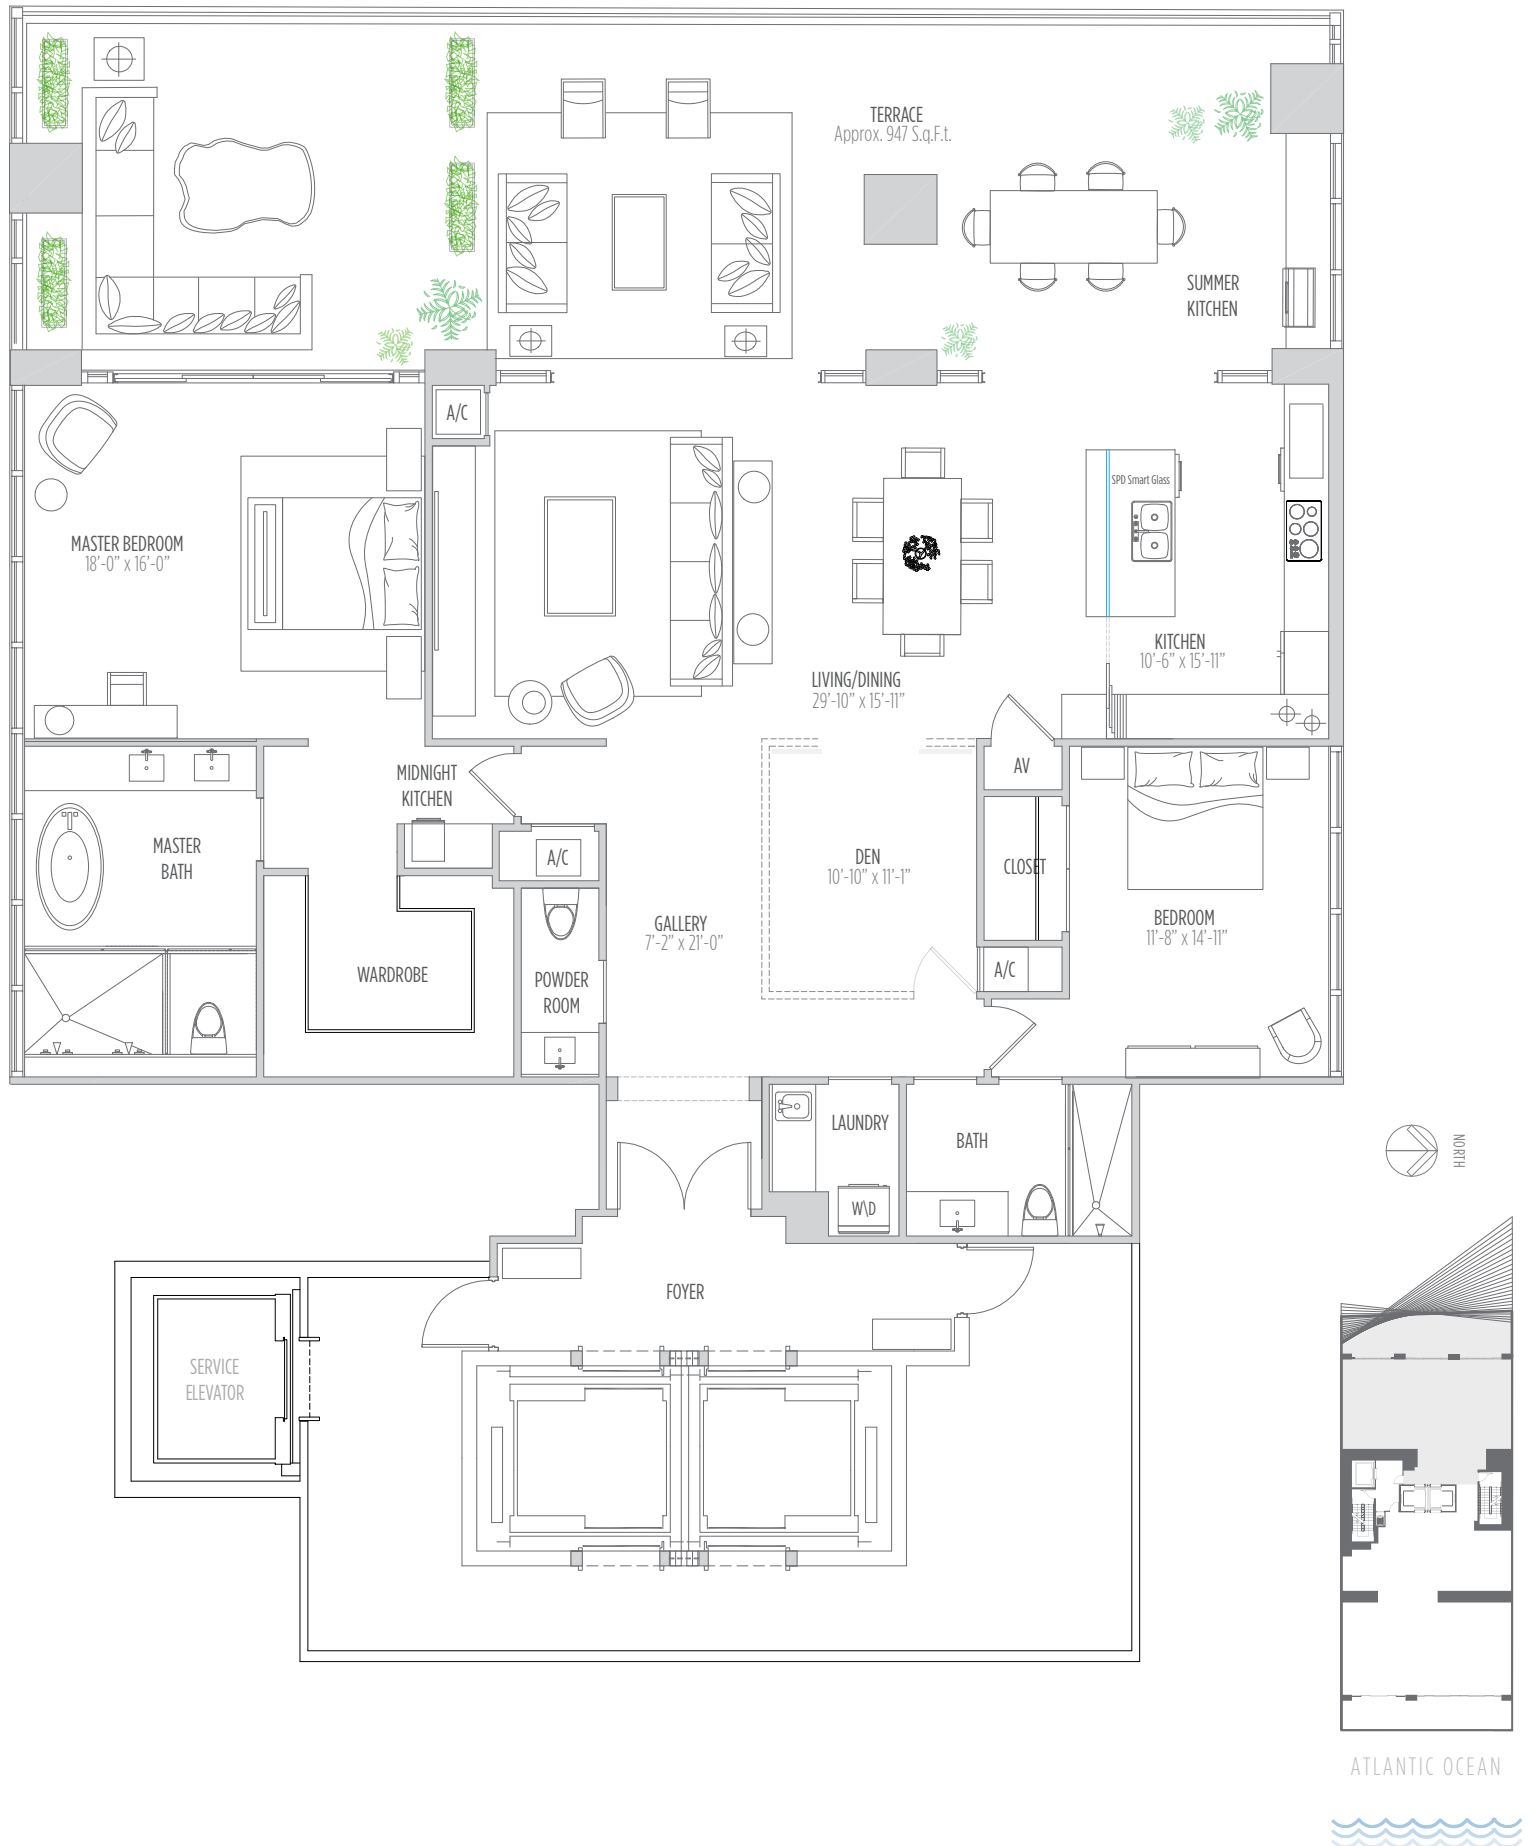 TERRACE
Approx. 947 S.q.F.t.
SUMMER
KITCHEN
A/C
SPD Smart Glass
MASTER BEDROOM
18'-0" x 16'-0"
KITCHEN
10'-6" x 15'-11"
LIVING/DINING
29'-10" x 15'-11"
MIDNIGHT
KITCHEN
AV
MASTER
BATH
A/C
DEN
10'-10" x 11'-1"
CLOSET
GALLERY
7'-2" x 21'-0"
BEDROOM
11'-8" x 14'-11"
WARDROBE
POWDER
ROOM
A/C
LAUNDRY
BATH
NORTH
W\D
FOYER
SERVICE
ELEVATOR
ATLANTIC OCEAN